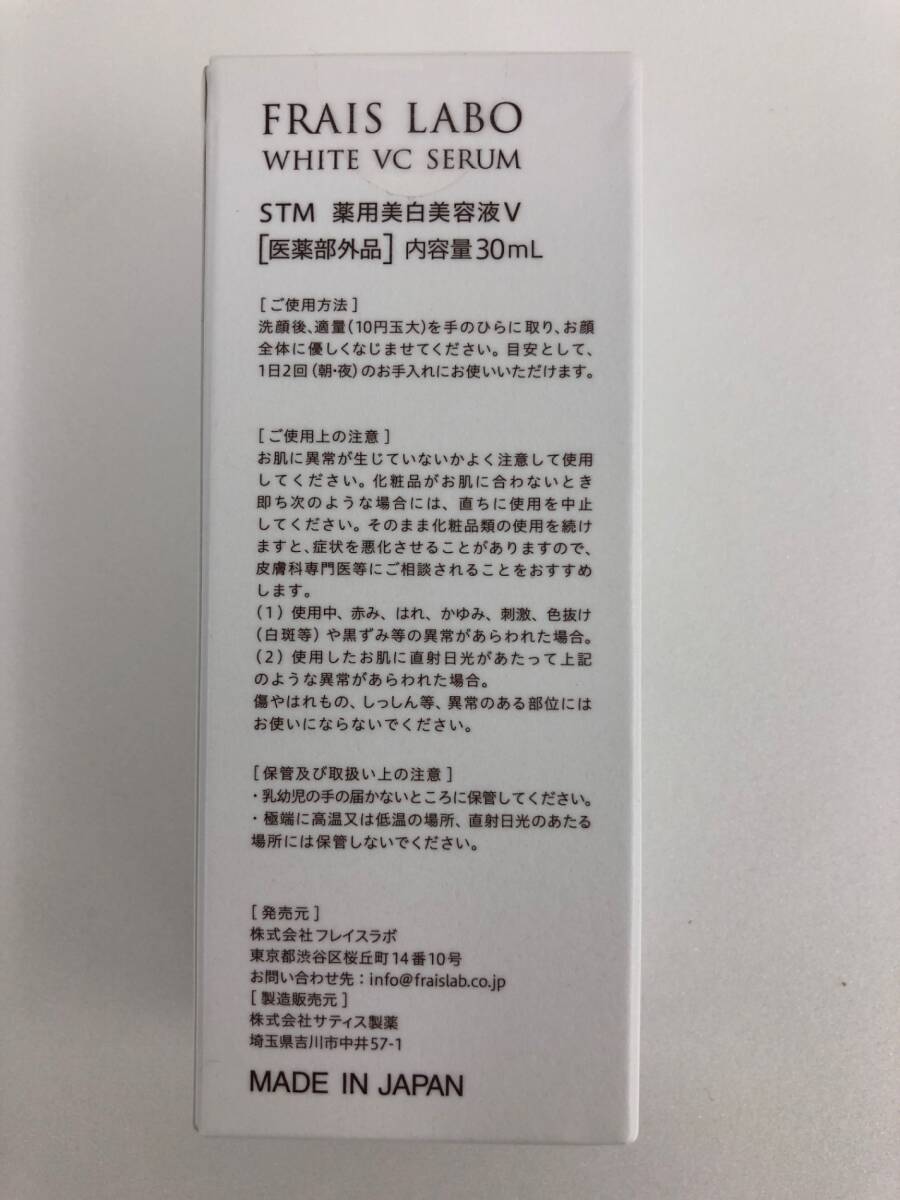 FRAIS LABO
WHITE VC SERUM
STM 薬用美白美容液V
[医薬部外品] 内容量30mL
[ご使用方法]
洗顔後、適量(10円玉大)を手のひらに取り、お顔
全体に優しくなじませてください。目安として、
1日2回(朝・夜)のお手入れにお使いいただけます。
[ご使用上の注意]
お肌に異常が生じていないかよく注意して使用
してください。化粧品がお肌に合わないとき
即ち次のような場合には、直ちに使用を中止
してください。そのまま化粧品類の使用を続け
ますと、症状を悪化させることがありますので、
皮膚科専門医等にご相談されることをおすすめ
します。
(1) 使用中、赤み、はれ、かゆみ、刺激、色抜け
(白斑等)や黒ずみ等の異常があらわれた場合。
(2) 使用したお肌に直射日光があたって上記
のような異常があらわれた場合。
傷やはれもの、しっしん等、異常のある部位には
お使いにならないでください。
[保管及び取扱い上の注意]
・乳幼児の手の届かないところに保管してください。
・極端に高温又は低温の場所、直射日光のあたる
場所には保管しないでください。
[発売元]
株式会社フレイスラボ
東京都渋谷区桜丘町14番10号
お問い合わせ先:info@fraislab.co.jp
[製造販売元]
株式会社サティス製薬
埼玉県吉川市中井57-1
MADE IN JAPAN